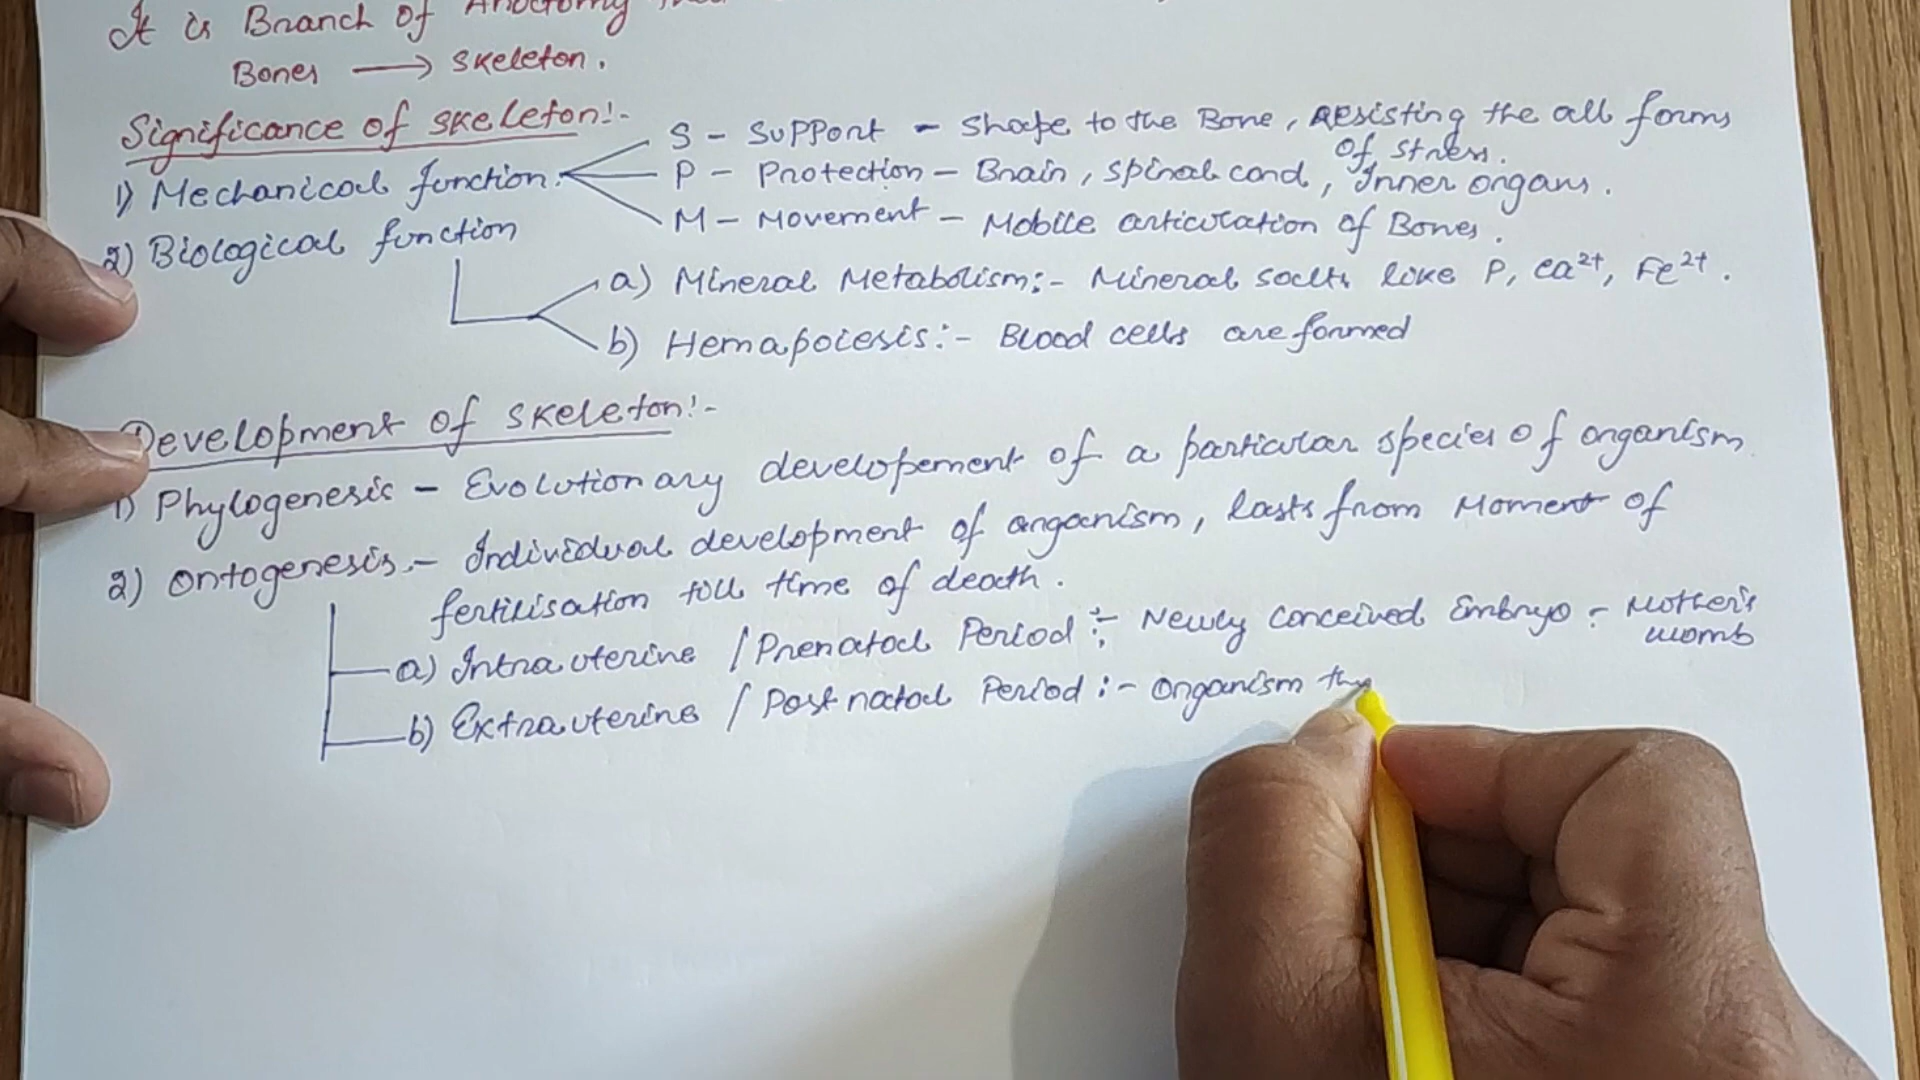 It is Branch of Anoctomy
Bones → skeleton.
Significance of skeleton:-
1) Mechanical function:
S - Support - Shape to the Bone, Resisting the all forms of stress.
P - Protection - Brain, spinal cord, Inner organs.
M - Movement - Mobile articulation of Bones.
2) Biological function
a) Mineral Metabolism:- Mineral salts like P, Ca²⁺, Fe²⁺.
b) Hemapoiesis:- Blood cells are formed
Development of skeleton:-
1) Phylogenesis - Evolutionary developement of a particular species of organism
2) Ontogenesis - Individual development of organism, lasts from Moment of
fertilisation till time of death.
a) Intrauterine / Prenatal Period :- Newly conceived Embryo - Mother's womb
b) Extrauterine / Postnatal Period :- Organism